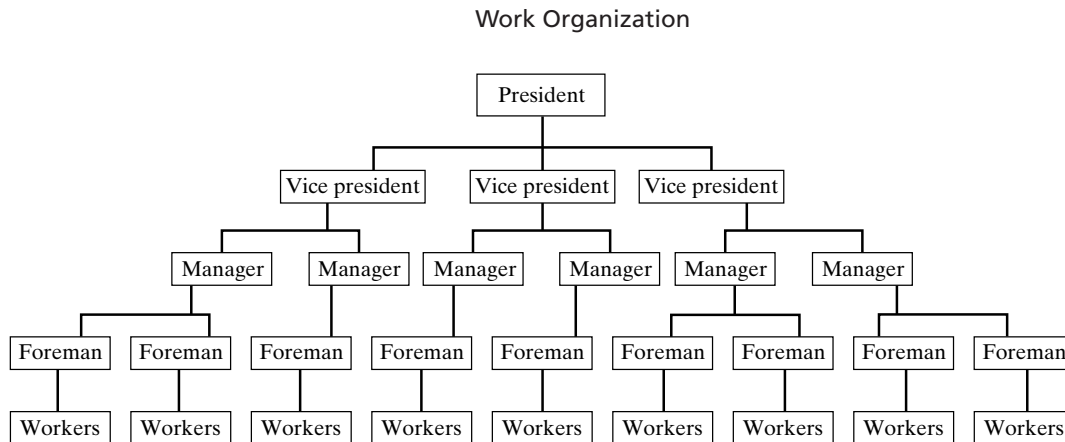 Work Organization
President
Vice president Vice president Vice president
Manager Manager Manager Manager Manager Manager
Foreman Foreman Foreman Foreman Foreman Foreman Foreman Foreman Foreman
Workers Workers Workers Workers Workers Workers Workers Workers Workers